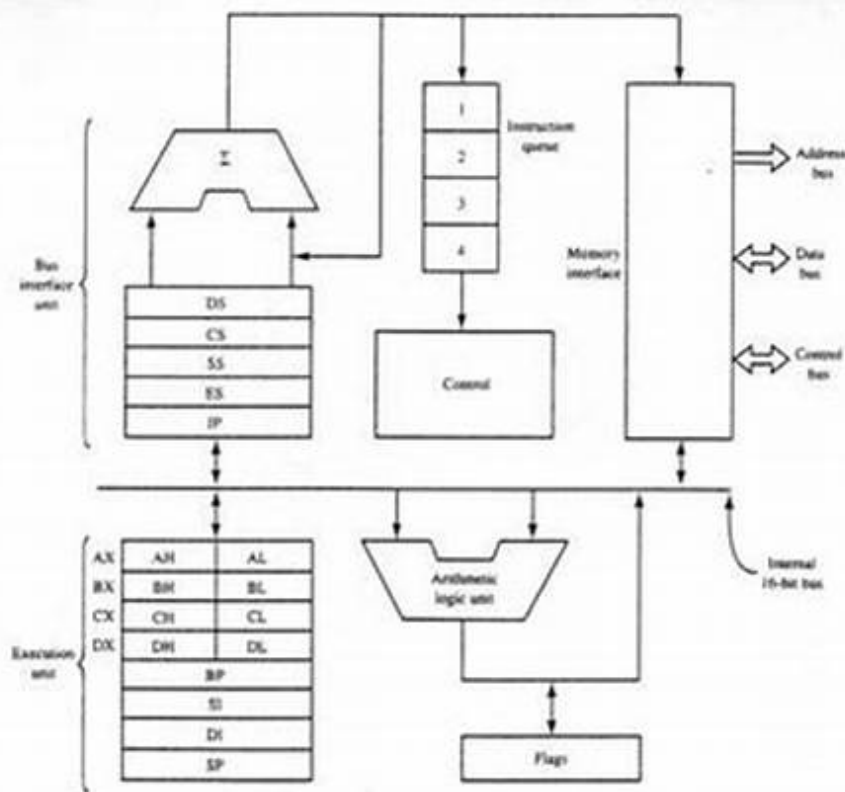 1
2
3
4
Instruction
queue
Σ
Address
bus
Data
bus
Control
bus
Memory
interface
Bus
interface
unit
DS
CS
SS
ES
IP
Control
AX
AH
AL
BX
BH
BL
CX
CH
CL
DX
DH
DL
BP
SI
DI
SP
Execution
unit
Arithmetic
logic unit
Internal
16-bit bus
Flags